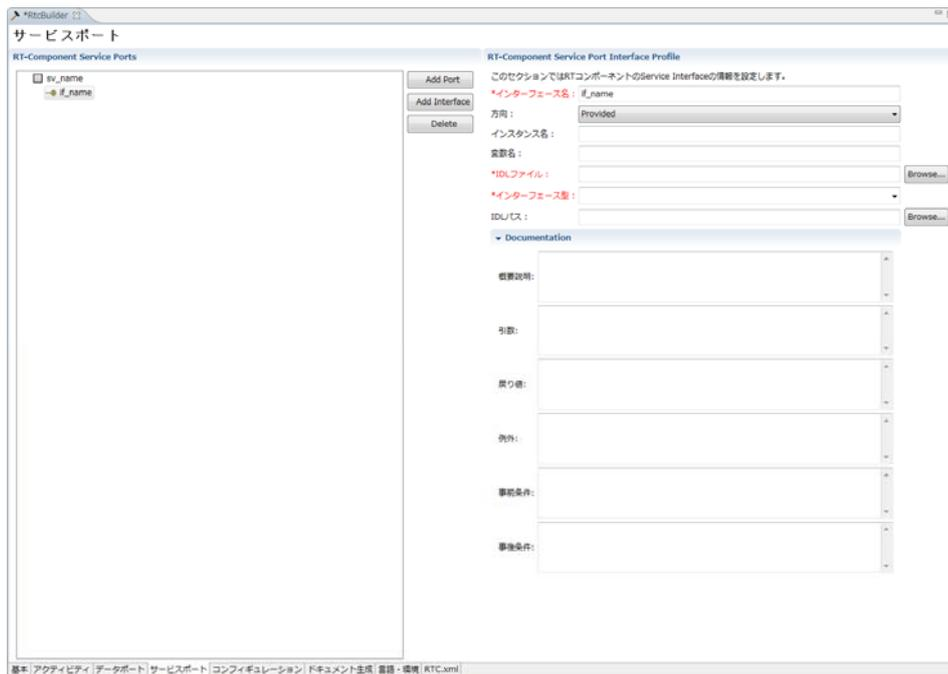 *RtcBuilder
サービスポート
RT-Component Service Ports
sv_name
if_name
Add Port
Add Interface
Delete
RT-Component Service Port Interface Profile
このセクションではRTコンポーネントのService Interfaceの情報を設定します。
*インターフェース名：
if_name
方向：
Provided
インスタンス名：
変数名：
*IDLファイル：
Browse...
*インターフェース型：
IDLパス：
Browse...
Documentation
概要説明:
引数:
戻り値:
例外:
事前条件:
事後条件:
基本 アクティビティ データポート サービスポート コンフィギュレーション ドキュメント生成 言語・環境 RTC.xml